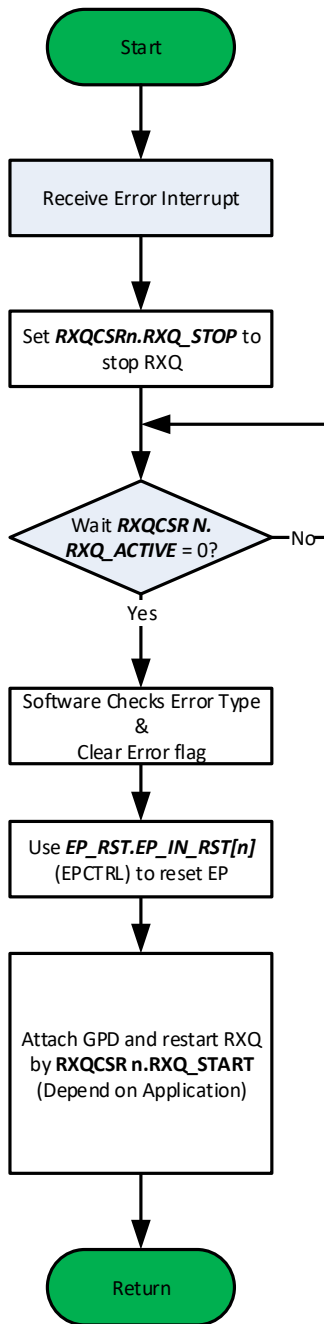 Start
Receive Error Interrupt
Set RXQCSRn.RXQ_STOP to
stop RXQ
Wait RXQCSR N.
RXQ_ACTIVE = 0?
No
Yes
Software Checks Error Type
&
Clear Error flag
Use EP_RST.EP_IN_RST[n]
(EPCTRL) to reset EP
Attach GPD and restart RXQ
by RXQCSR n.RXQ_START
(Depend on Application)
Return